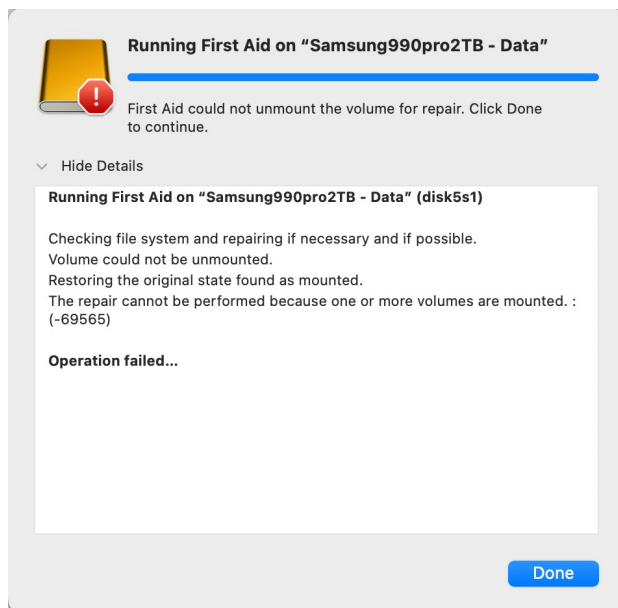 Running First Aid on “Samsung990pro2TB - Data”
First Aid could not unmount the volume for repair. Click Done
to continue.
Hide Details
Running First Aid on “Samsung990pro2TB - Data” (disk5s1)
Checking file system and repairing if necessary and if possible.
Volume could not be unmounted.
Restoring the original state found as mounted.
The repair cannot be performed because one or more volumes are mounted. :
(-69565)
Operation failed...
Done